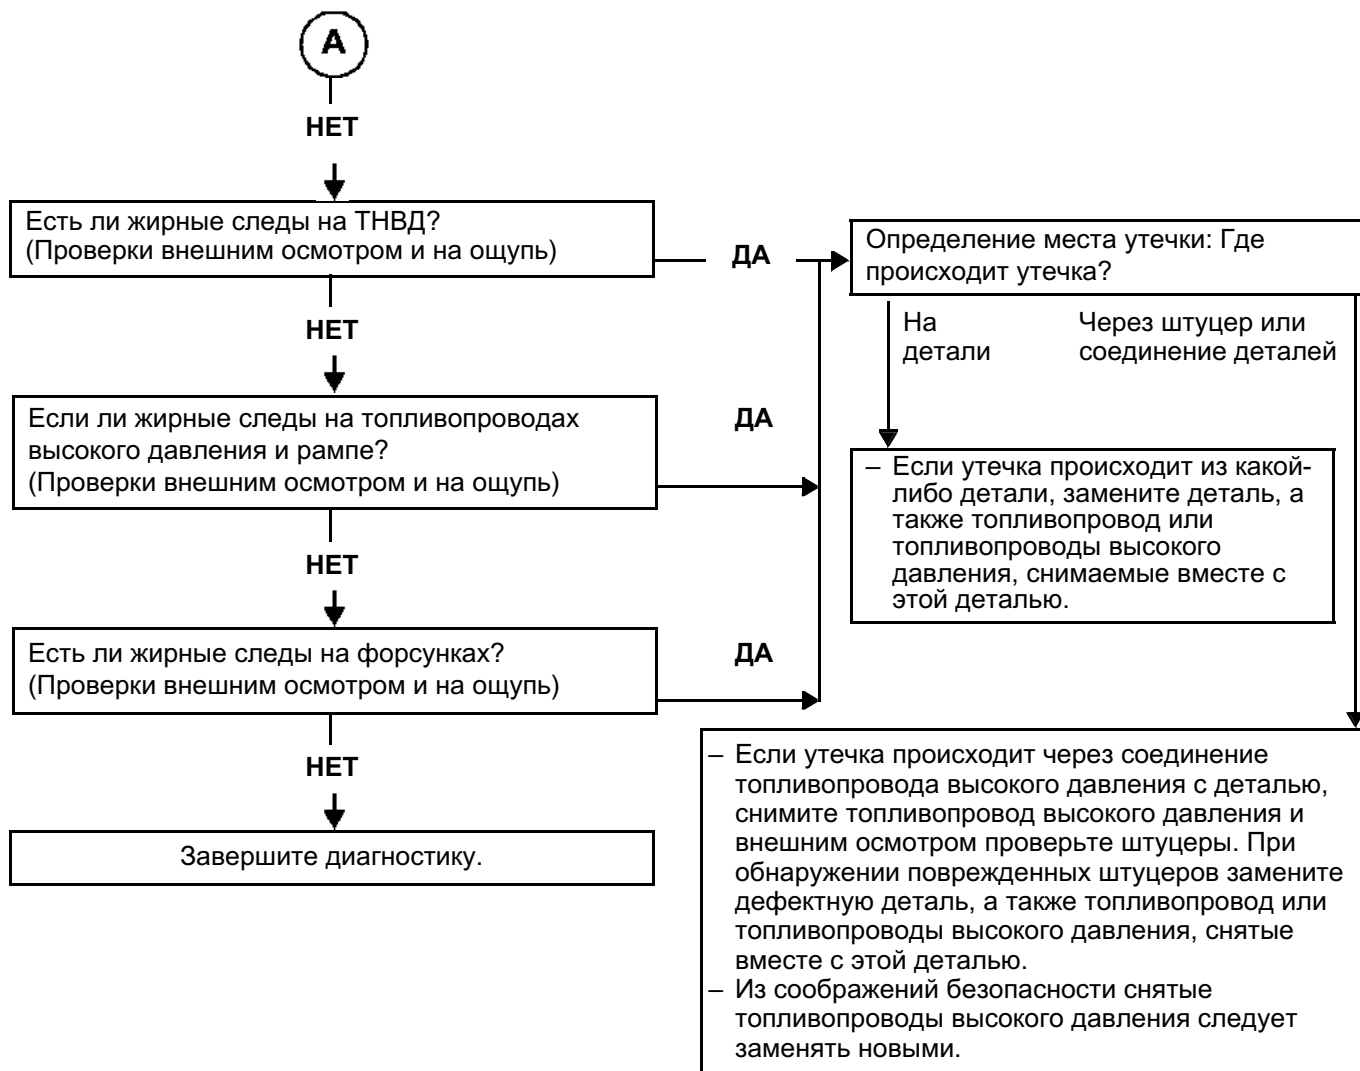 А
НЕТ
Есть ли жирные следы на ТНВД?
(Проверки внешним осмотром и на ощупь)
ДА
Определение места утечки: Где
происходит утечка?
НЕТ
На
детали
Через штуцер или
соединение деталей
Если ли жирные следы на топливопроводах
высокого давления и рампе?
(Проверки внешним осмотром и на ощупь)
ДА
– Если утечка происходит из какой-
либо детали, замените деталь, а
также топливопровод или
топливопроводы высокого
давления, снимаемые вместе с
этой деталью.
НЕТ
Есть ли жирные следы на форсунках?
(Проверки внешним осмотром и на ощупь)
ДА
НЕТ
Завершите диагностику.
– Если утечка происходит через соединение
топливопровода высокого давления с деталью,
снимите топливопровод высокого давления и
внешним осмотром проверьте штуцеры. При
обнаружении поврежденных штуцеров замените
дефектную деталь, а также топливопровод или
топливопроводы высокого давления, снятые
вместе с этой деталью.
– Из соображений безопасности снятые
топливопроводы высокого давления следует
заменять новыми.